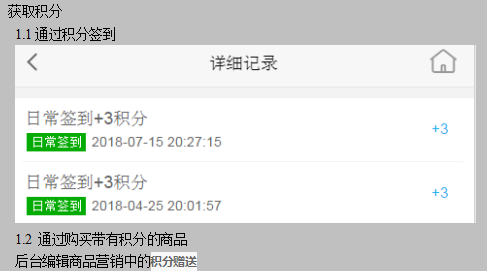 获取积分
1.1 通过积分签到
详细记录
日常签到+3积分
日常签到 2018-07-15 20:27:15
+3
日常签到+3积分
日常签到 2018-04-25 20:01:57
+3
1.2 通过购买带有积分的商品
后台编辑商品营销中的积分赠送